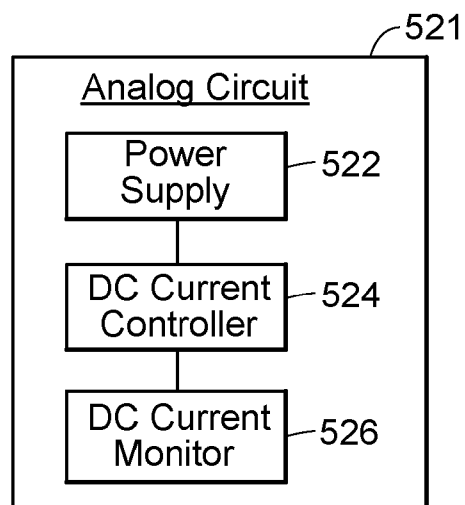 521
Analog Circuit
Power
Supply
522
DC Current
Controller
524
DC Current
Monitor
526